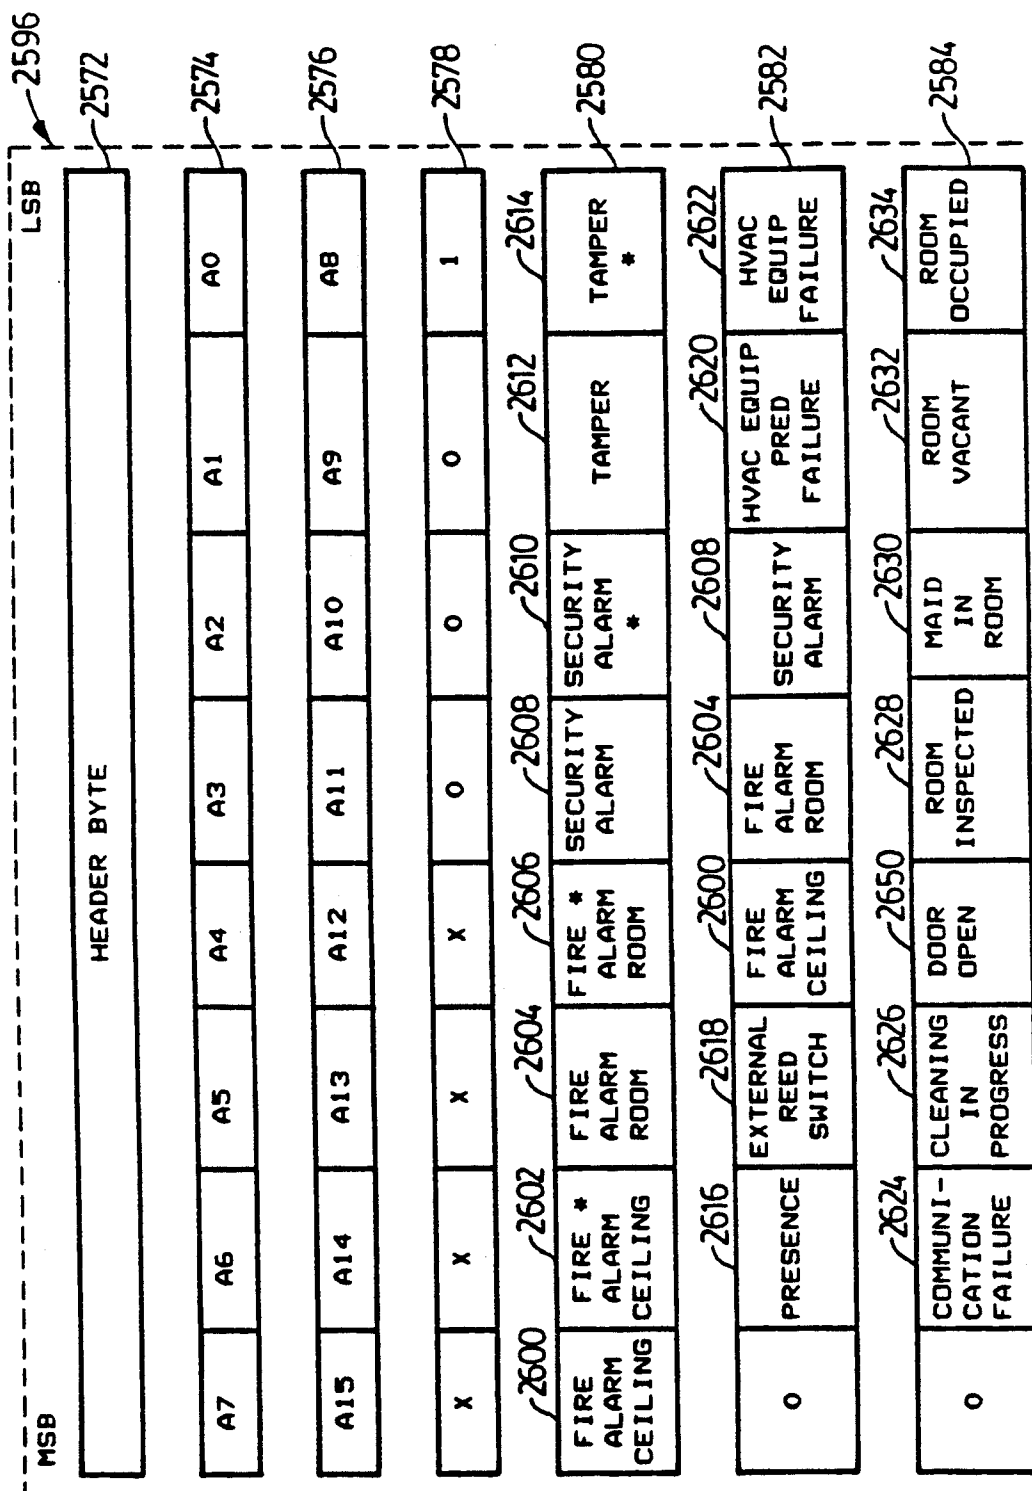 MSB LSB 2596
HEADER BYTE 2572
A7 A6 A5 A4 A3 A2 A1 A0 2574
A15 A14 A13 A12 A11 A10 A9 A8 2576
X X X X 0 0 0 1 2578
2600 2602 2604 2606 2608 2610 2612 2614
FIRE FIRE * FIRE FIRE * SECURITY SECURITY TAMPER TAMPER 2580
ALARM ALARM ALARM ALARM ALARM ALARM *
CEILING CEILING ROOM ROOM *
2616 2618 2600 2604 2608 2620 2622
0 PRESENCE EXTERNAL FIRE FIRE SECURITY HVAC EQUIP HVAC 2582
REED ALARM ALARM ALARM PRED EQUIP
SWITCH CEILING ROOM FAILURE FAILURE
2624 2626 2650 2628 2630 2632 2634
0 COMMUNI- CLEANING DOOR ROOM MAID ROOM ROOM 2584
CATION IN OPEN INSPECTED IN VACANT OCCUPIED
FAILURE PROGRESS ROOM